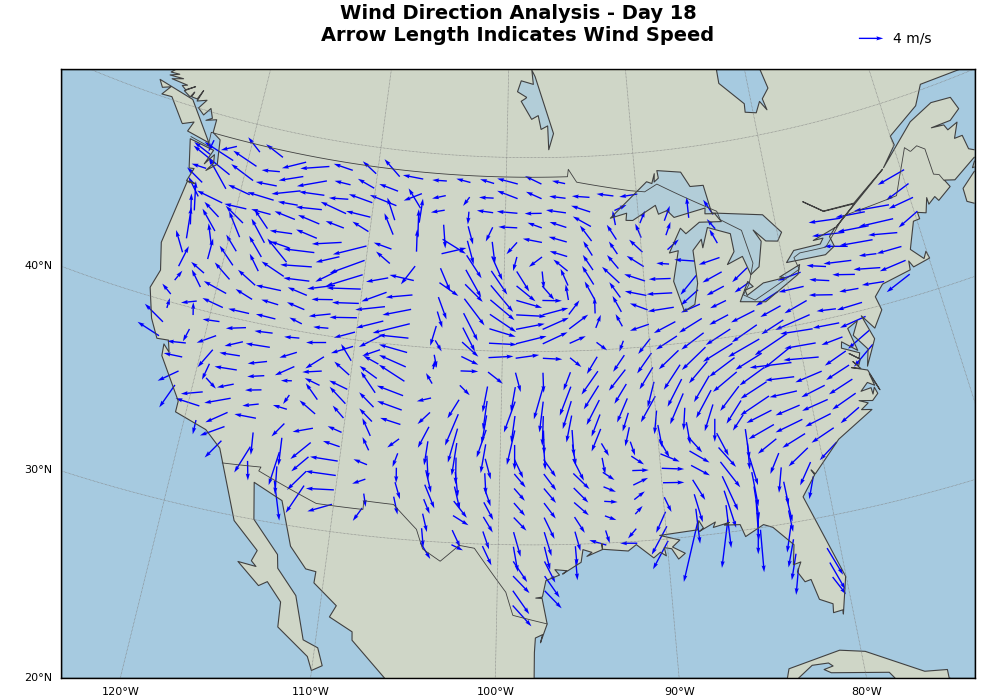 Wind Direction Analysis - Day 18
Arrow Length Indicates Wind Speed
4 m/s
40°N
30°N
20°N
120°W
110°W
100°W
90°W
80°W